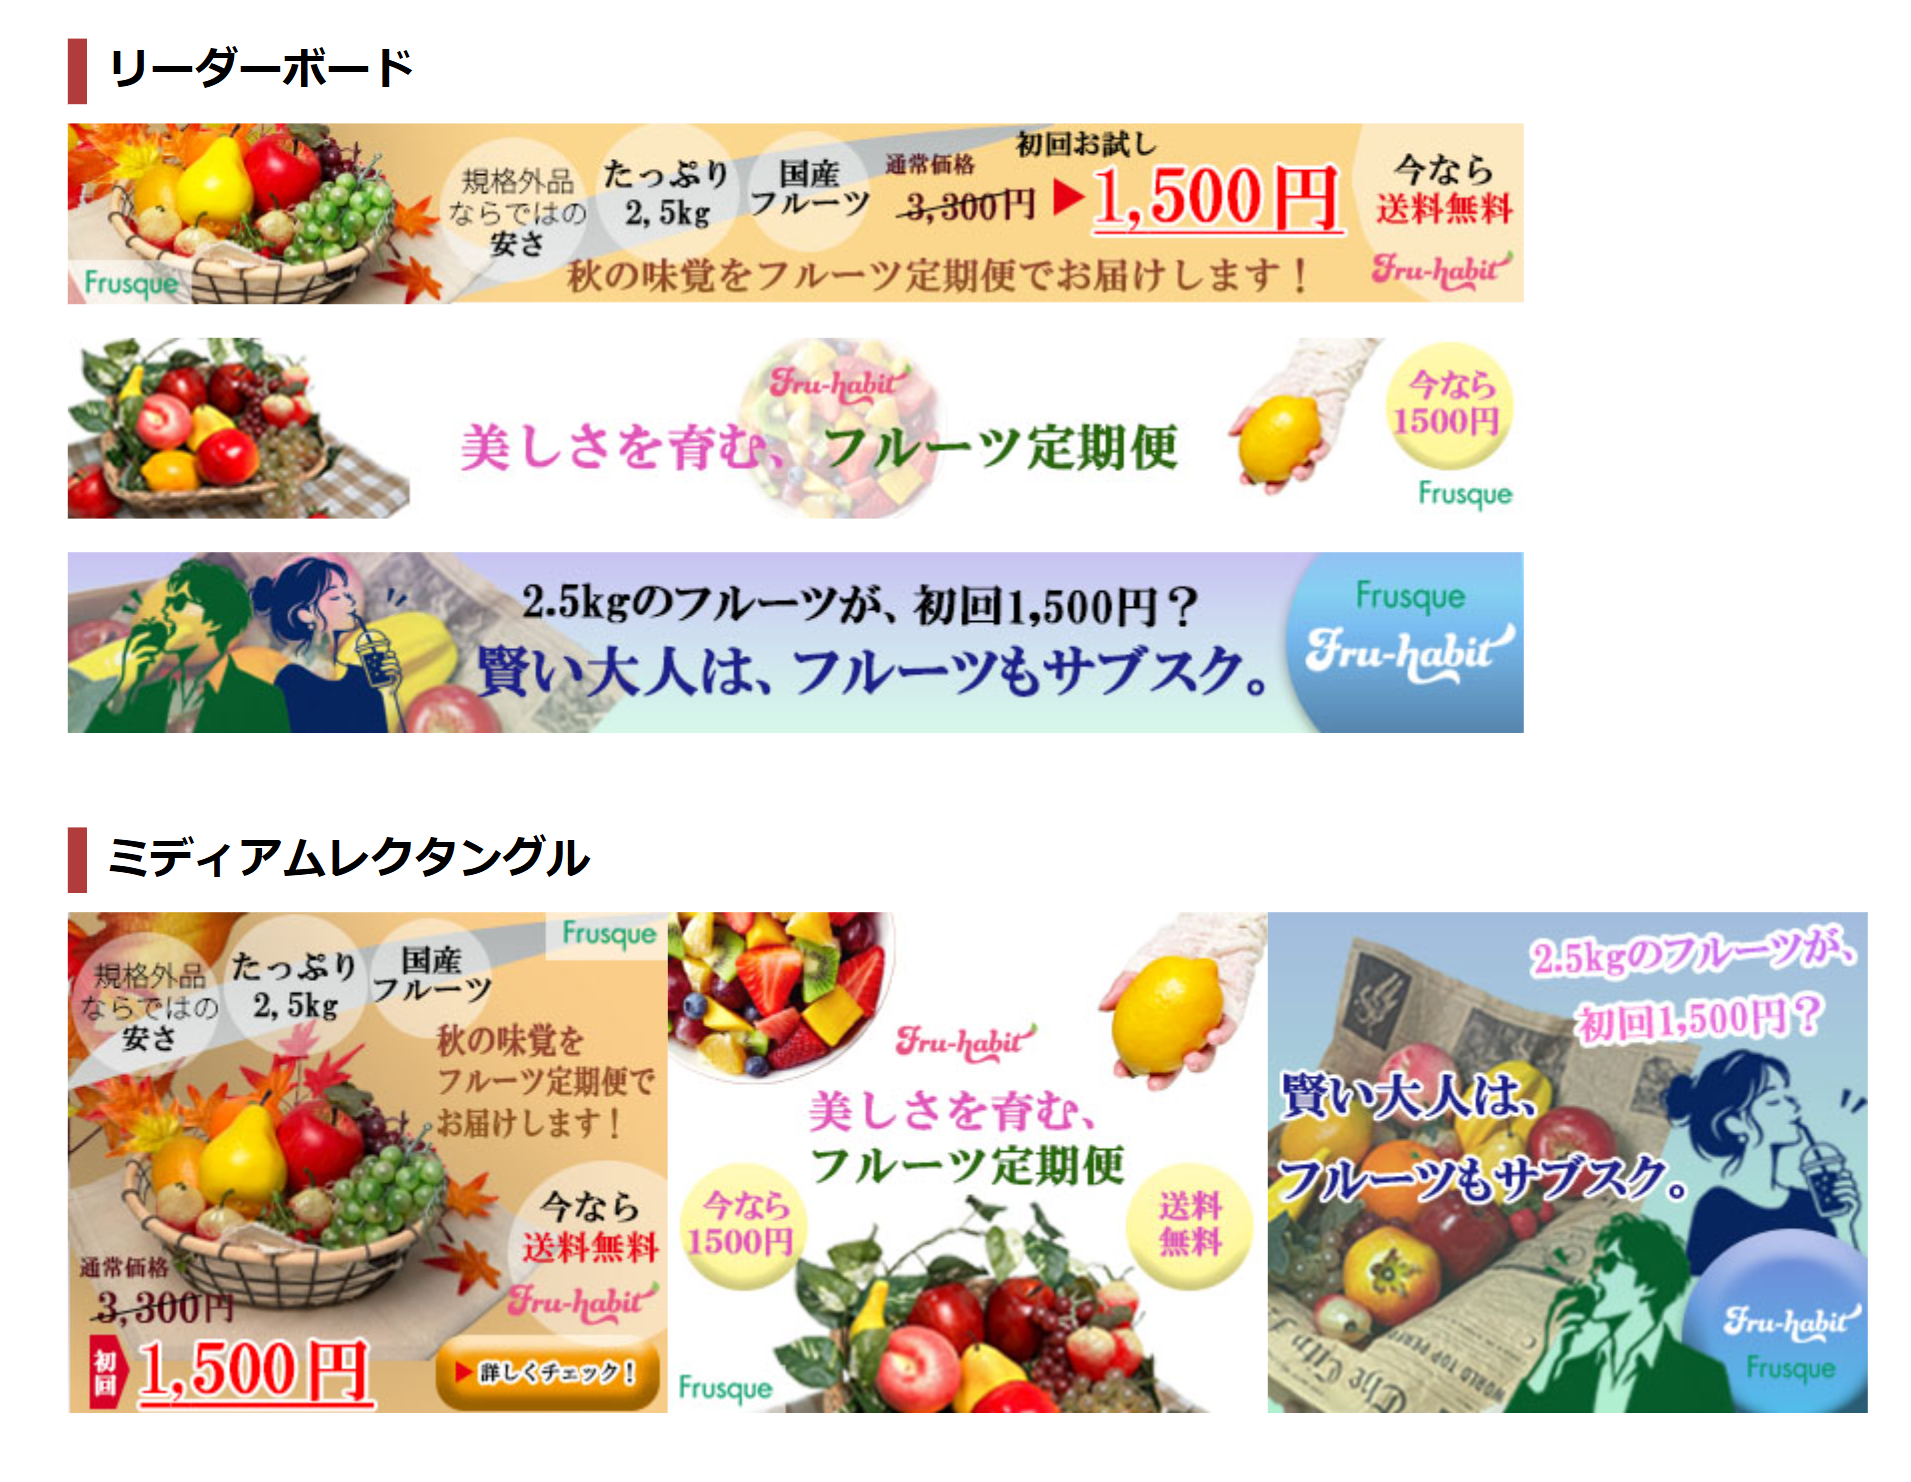 リーダーボード
規格外品
ならではの
安さ
たっぷり
2,5kg
国産
フルーツ
通常価格
3,300円
初回お試し
▶1,500円
今なら
送料無料
秋の味覚をフルーツ定期便でお届けします！
Frusque
Fru-habit
Fru-habit
美しさを育む、フルーツ定期便
今なら
1500円
Frusque
2.5kgのフルーツが、初回1,500円？
賢い大人は、フルーツもサブスク。
Frusque
Fru-habit
ミディアムレクタングル
Frusque
規格外品
ならではの
安さ
たっぷり
2,5kg
国産
フルーツ
秋の味覚を
フルーツ定期便で
お届けします！
今なら
送料無料
Fru-habit
通常価格
3,300円
初回
1,500円
▶詳しくチェック！
Fru-habit
美しさを育む、
フルーツ定期便
今なら
1500円
送料
無料
Frusque
2.5kgのフルーツが、
初回1,500円？
賢い大人は、
フルーツもサブスク。
WORLD TOP
The City
Fru-habit
Frusque